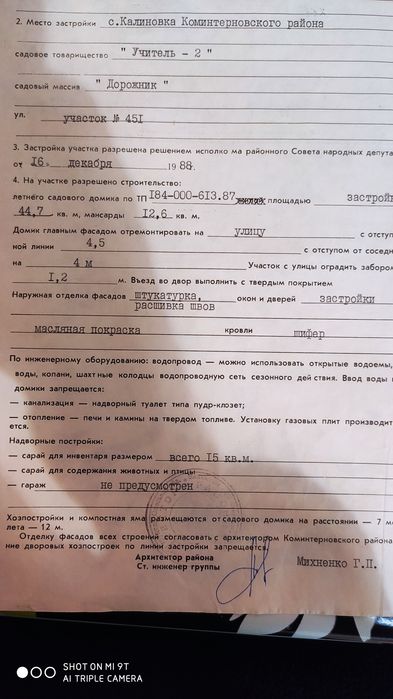 2. Место застройки с.Калиновка Коминтерновского района
садовое товарищество " Учитель - 2 "
садовый массив " Дорожник "
ул. участок № 451
3. Застройка участка разрешена решением исполко ма районного Совета народных депута
от 16. декабря 1988.
4. На участке разрешено строительство:
летнего садового домика по ТП 184-000-613.87 площадью застройк
44,7 кв. м, мансарды 12,6 кв. м.
Домик главным фасадом отремонтировать на улицу с отступ
ной линии 4,5 с отступом от соседн
на 4 м Участок с улицы оградить забором
1,2 м. Въезд во двор выполнить с твердым покрытием
Наружная отделка фасадов штукатурка, окон и дверей застройки
расшивка швов
масляная покраска кровли шифер
По инженерному оборудованию: водопровод — можно использовать открытые водоемы,
воды, копани, шахтные колодцы водопроводную сеть сезонного действия. Ввод воды
домики запрещается:
— канализация — надворный туалет типа пудр-клозет;
— отопление — печи и камины на твердом топливе. Установку газовых плит производит
ется.
Надворные постройки:
— сарай для инвентаря размером всего 15 кв.м.
— сарай для содержания животных и птицы
— гараж не предусмотрен
Хозпостройки и компостная яма размещаются от садового домика на расстоянии — 7 м
лета — 12 м.
Отделку фасадов всех строений согласовать с архитектором Коминтерновского района
ние дворовых хозпостроек по линии застройки запрещается.
Архитектор района
Ст. инженер группы Михненко Г.П.
SHOT ON MI 9T
AI TRIPLE CAMERA